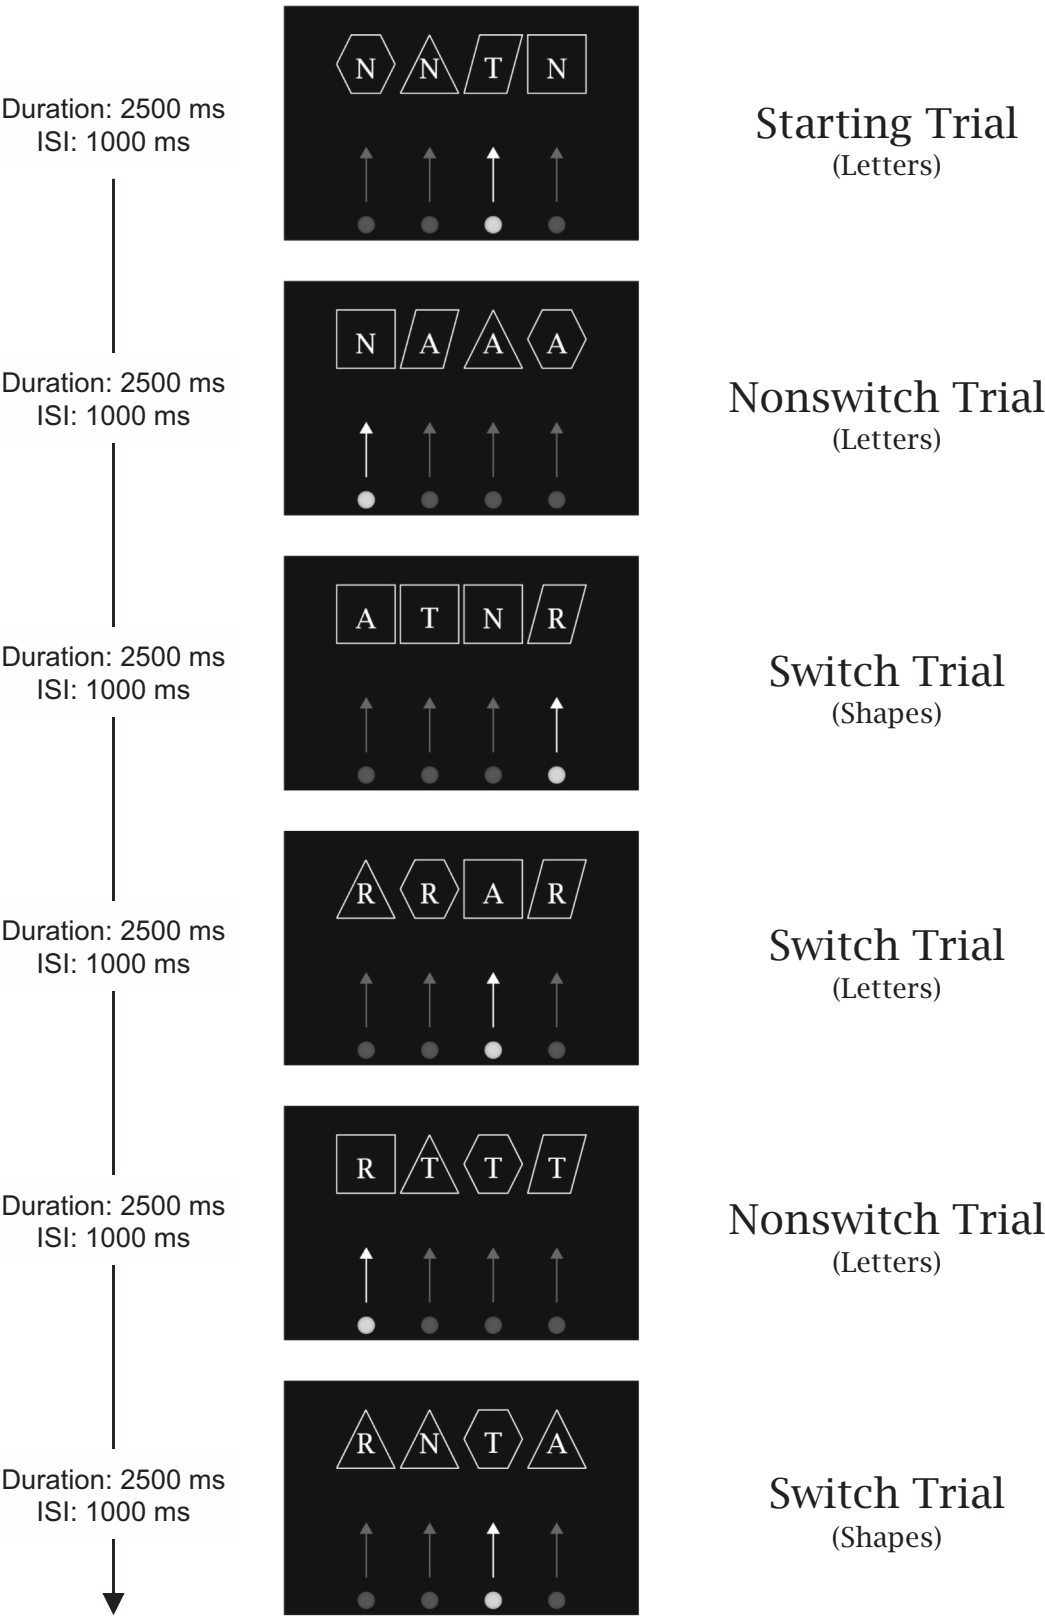 N N T N
Duration: 2500 ms
ISI: 1000 ms
Starting Trial
(Letters)
N A A A
Duration: 2500 ms
ISI: 1000 ms
Nonswitch Trial
(Letters)
A T N R
Duration: 2500 ms
ISI: 1000 ms
Switch Trial
(Shapes)
R R A R
Duration: 2500 ms
ISI: 1000 ms
Switch Trial
(Letters)
R T T T
Duration: 2500 ms
ISI: 1000 ms
Nonswitch Trial
(Letters)
R N T A
Duration: 2500 ms
ISI: 1000 ms
Switch Trial
(Shapes)